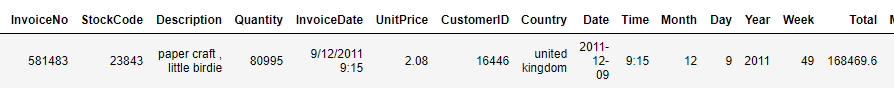 InvoiceNo StockCode Description Quantity InvoiceDate UnitPrice CustomerID Country Date Time Month Day Year Week Total
581483 23843 paper craft , little birdie 80995 9/12/2011 9:15 2.08 16446 united kingdom 2011-12-09 9:15 12 9 2011 49 168469.6